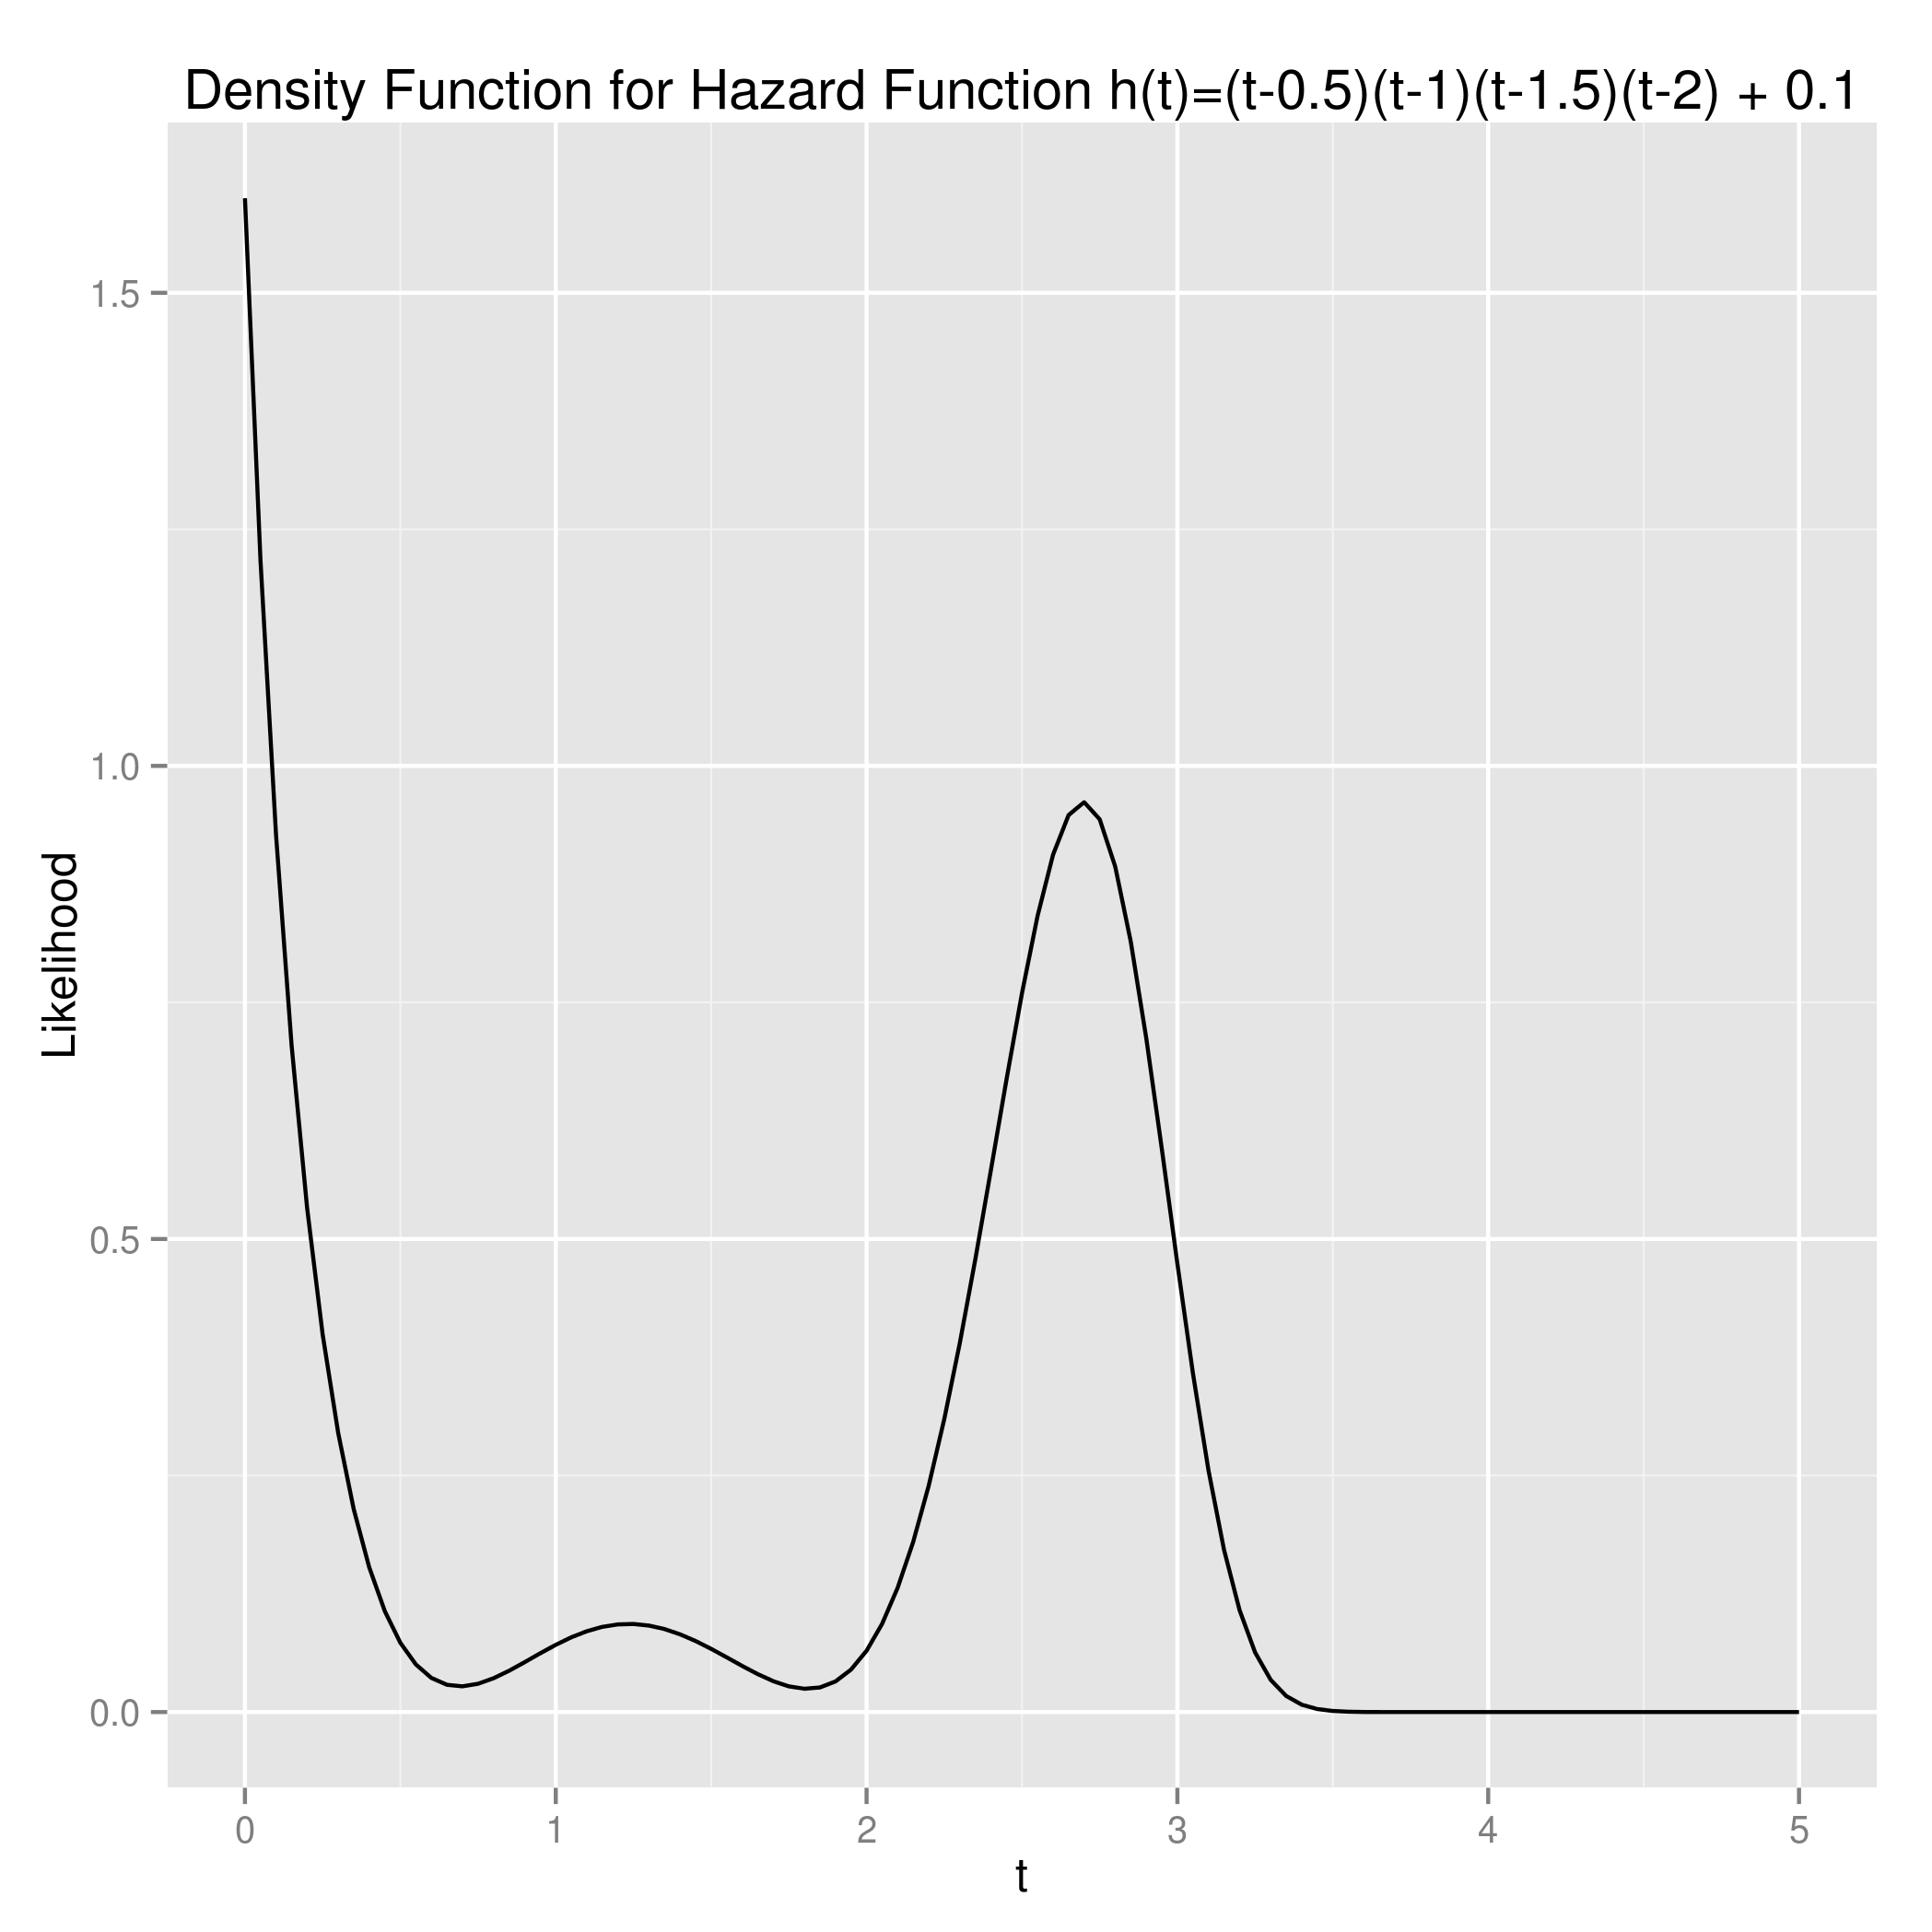 Density Function for Hazard Function h(t)=(t-0.5)(t-1)(t-1.5)(t-2) + 0.1
1.5
1.0
0.5
0.0
Likelihood
0 1 2 3 4 5
t